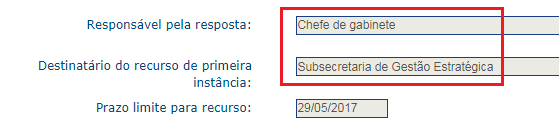 Responsável pela resposta: Chefe de gabinete
Destinatário do recurso de primeira instância: Subsecretaria de Gestão Estratégica
Prazo limite para recurso: 29/05/2017